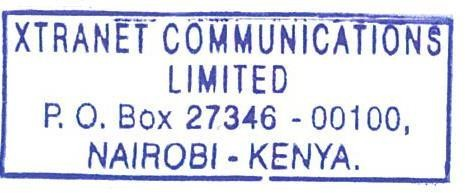 XTRANET COMMUNICATIONS
LIMITED
P. O. Box 27346 - 00100,
NAIROBI - KENYA.